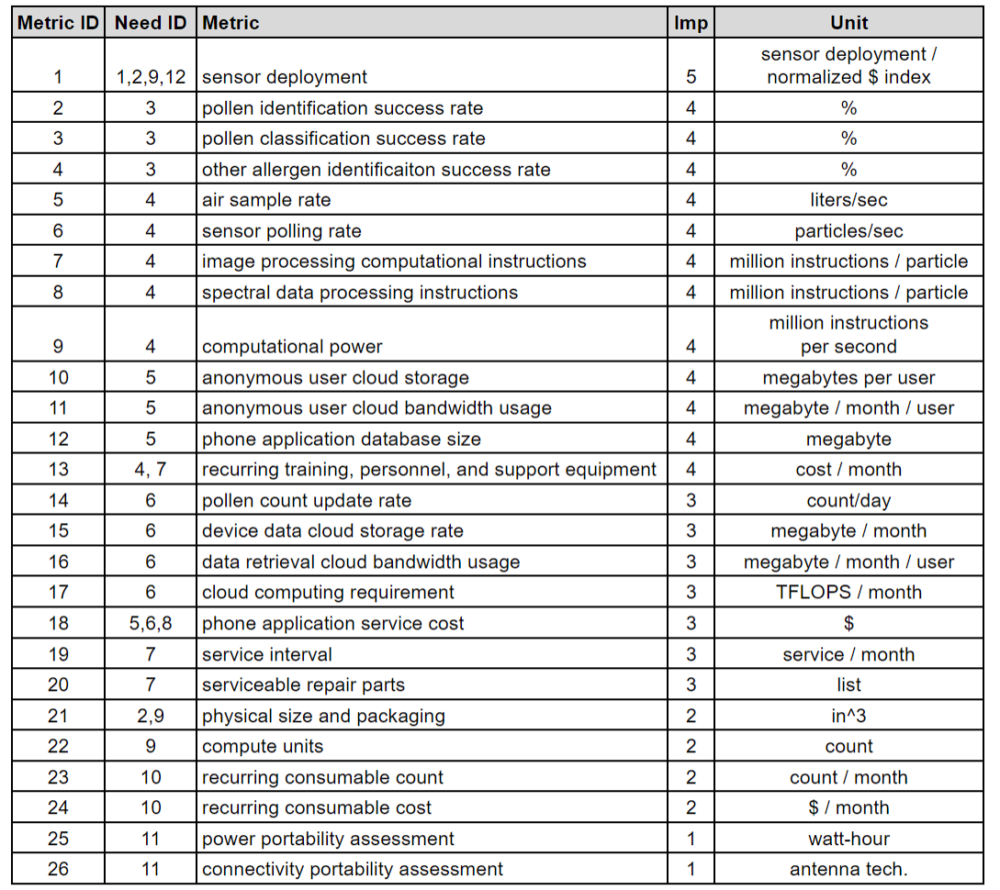 Metric ID Need ID Metric Imp Unit
1 1,2,9,12 sensor deployment 5 sensor deployment / normalized $ index
2 3 pollen identification success rate 4 %
3 3 pollen classification success rate 4 %
4 3 other allergen identificaiton success rate 4 %
5 4 air sample rate 4 liters/sec
6 4 sensor polling rate 4 particles/sec
7 4 image processing computational instructions 4 million instructions / particle
8 4 spectral data processing instructions 4 million instructions / particle
9 4 computational power 4 million instructions per second
10 5 anonymous user cloud storage 4 megabytes per user
11 5 anonymous user cloud bandwidth usage 4 megabyte / month / user
12 5 phone application database size 4 megabyte
13 4, 7 recurring training, personnel, and support equipment 4 cost / month
14 6 pollen count update rate 3 count/day
15 6 device data cloud storage rate 3 megabyte / month
16 6 data retrieval cloud bandwidth usage 3 megabyte / month / user
17 6 cloud computing requirement 3 TFLOPS / month
18 5,6,8 phone application service cost 3 $
19 7 service interval 3 service / month
20 7 serviceable repair parts 3 list
21 2,9 physical size and packaging 2 in^3
22 9 compute units 2 count
23 10 recurring consumable count 2 count / month
24 10 recurring consumable cost 2 $ / month
25 11 power portability assessment 1 watt-hour
26 11 connectivity portability assessment 1 antenna tech.